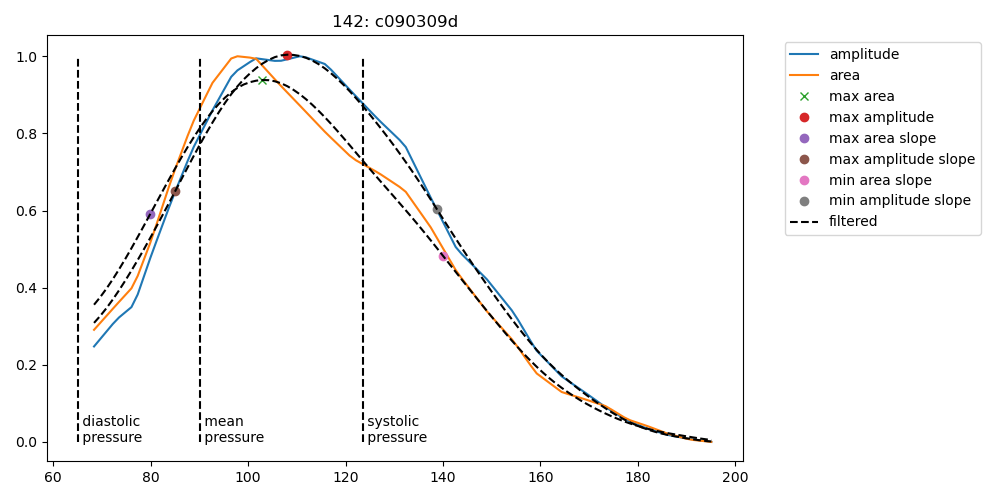 142: c090309d
amplitude
area
max area
max amplitude
max area slope
max amplitude slope
min area slope
min amplitude slope
filtered
1.0
0.8
0.6
0.4
0.2
0.0
diastolic
pressure
mean
pressure
systolic
pressure
60
80
100
120
140
160
180
200